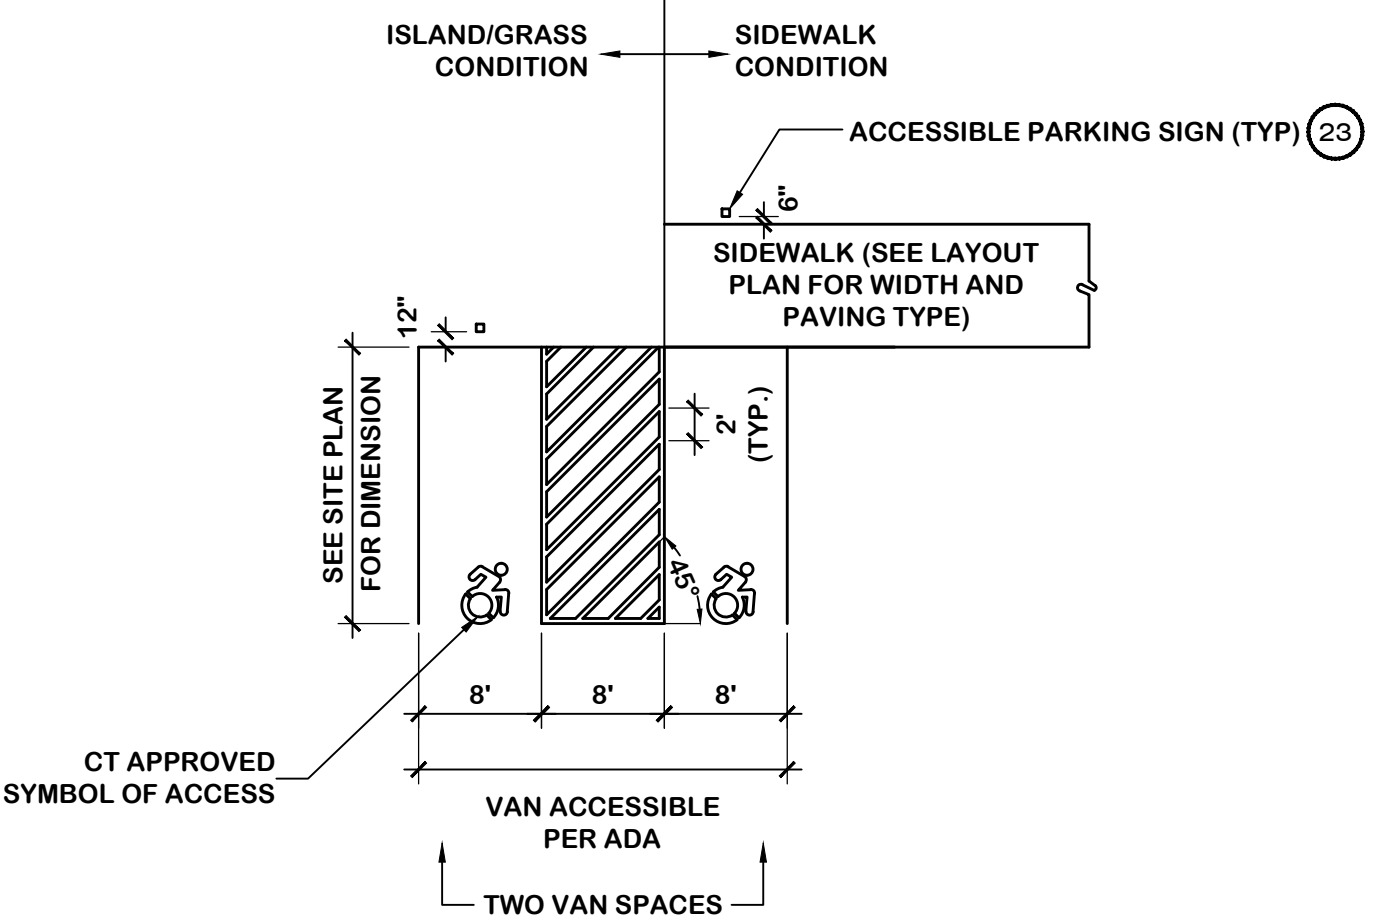 ISLAND/GRASS
CONDITION
SIDEWALK
CONDITION
ACCESSIBLE PARKING SIGN (TYP) 23
6"
SIDEWALK (SEE LAYOUT
PLAN FOR WIDTH AND
PAVING TYPE)
12"
SEE SITE PLAN
FOR DIMENSION
2'
(TYP.)
45°
8' 8' 8'
CT APPROVED
SYMBOL OF ACCESS
VAN ACCESSIBLE
PER ADA
TWO VAN SPACES